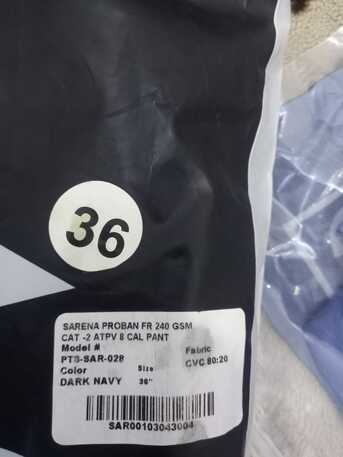 36
SARENA PROBAN FR 240 GSM
CAT -2 ATPV 8 CAL PANT
Model # Fabric
PTS-SAR-028 CVC 80:20
Color Size
DARK NAVY 36"
SAR00103043004